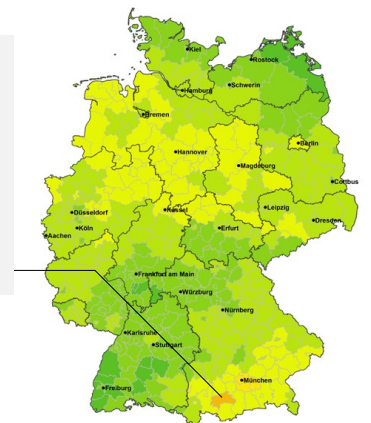 Kiel
Rostock
Hamburg
Schwerin
Bremen
Berlin
Hannover
Magdeburg
Cottbus
Düsseldorf
Kassel
Leipzig
Köln
Erfurt
Dresden
Aachen
Frankfurt am Main
Würzburg
Nürnberg
Karlsruhe
Stuttgart
München
Freiburg